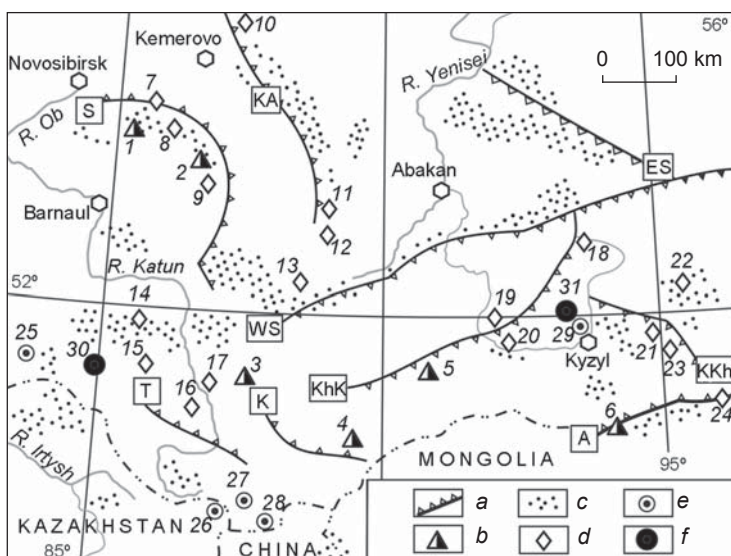 10
56°
Kemerovo
Novosibirsk
0 100 km
7
R. Yenisei
S
KA
R. Ob
1
8
ES
2
Abakan
9
Barnaul
11
12
18
R. Katun
52°
13
22
31
14
19
WS
25
29
20
Kyzyl
21
30
15
17
3
5
23
KKh
T
16
K
KhK
24
4
6
A
R. Irtysh
MONGOLIA
95°
27
a
c
e
26
28
KAZAKHSTAN
b
d
f
85°
CHINA